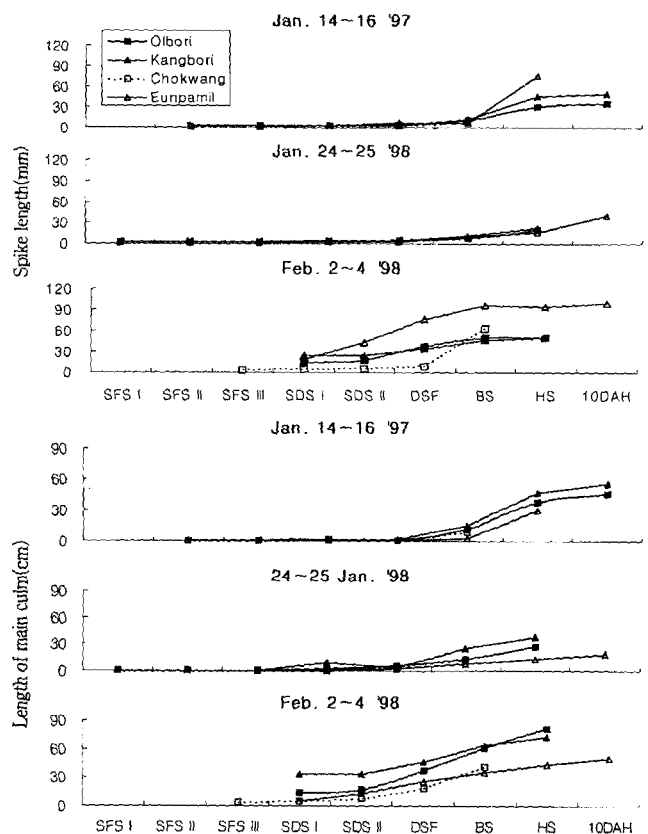 Jan. 14~16 '97
Olbori
Kangbori
Chokwang
Eunpamil
120
90
60
30
0
Jan. 24~25 '98
120
90
60
30
0
Spike length(mm)
Feb. 2~4 '98
120
90
60
30
0
SFS I SFS II SFS III SDS I SDS II DSF BS HS 10DAH
Jan. 14~16 '97
90
60
30
0
24~25 Jan. '98
90
60
30
0
Length of main culm(cm)
Feb. 2~4 '98
90
60
30
0
SFS I SFS II SFS III SDS I SDS II DSF BS HS 10DAH